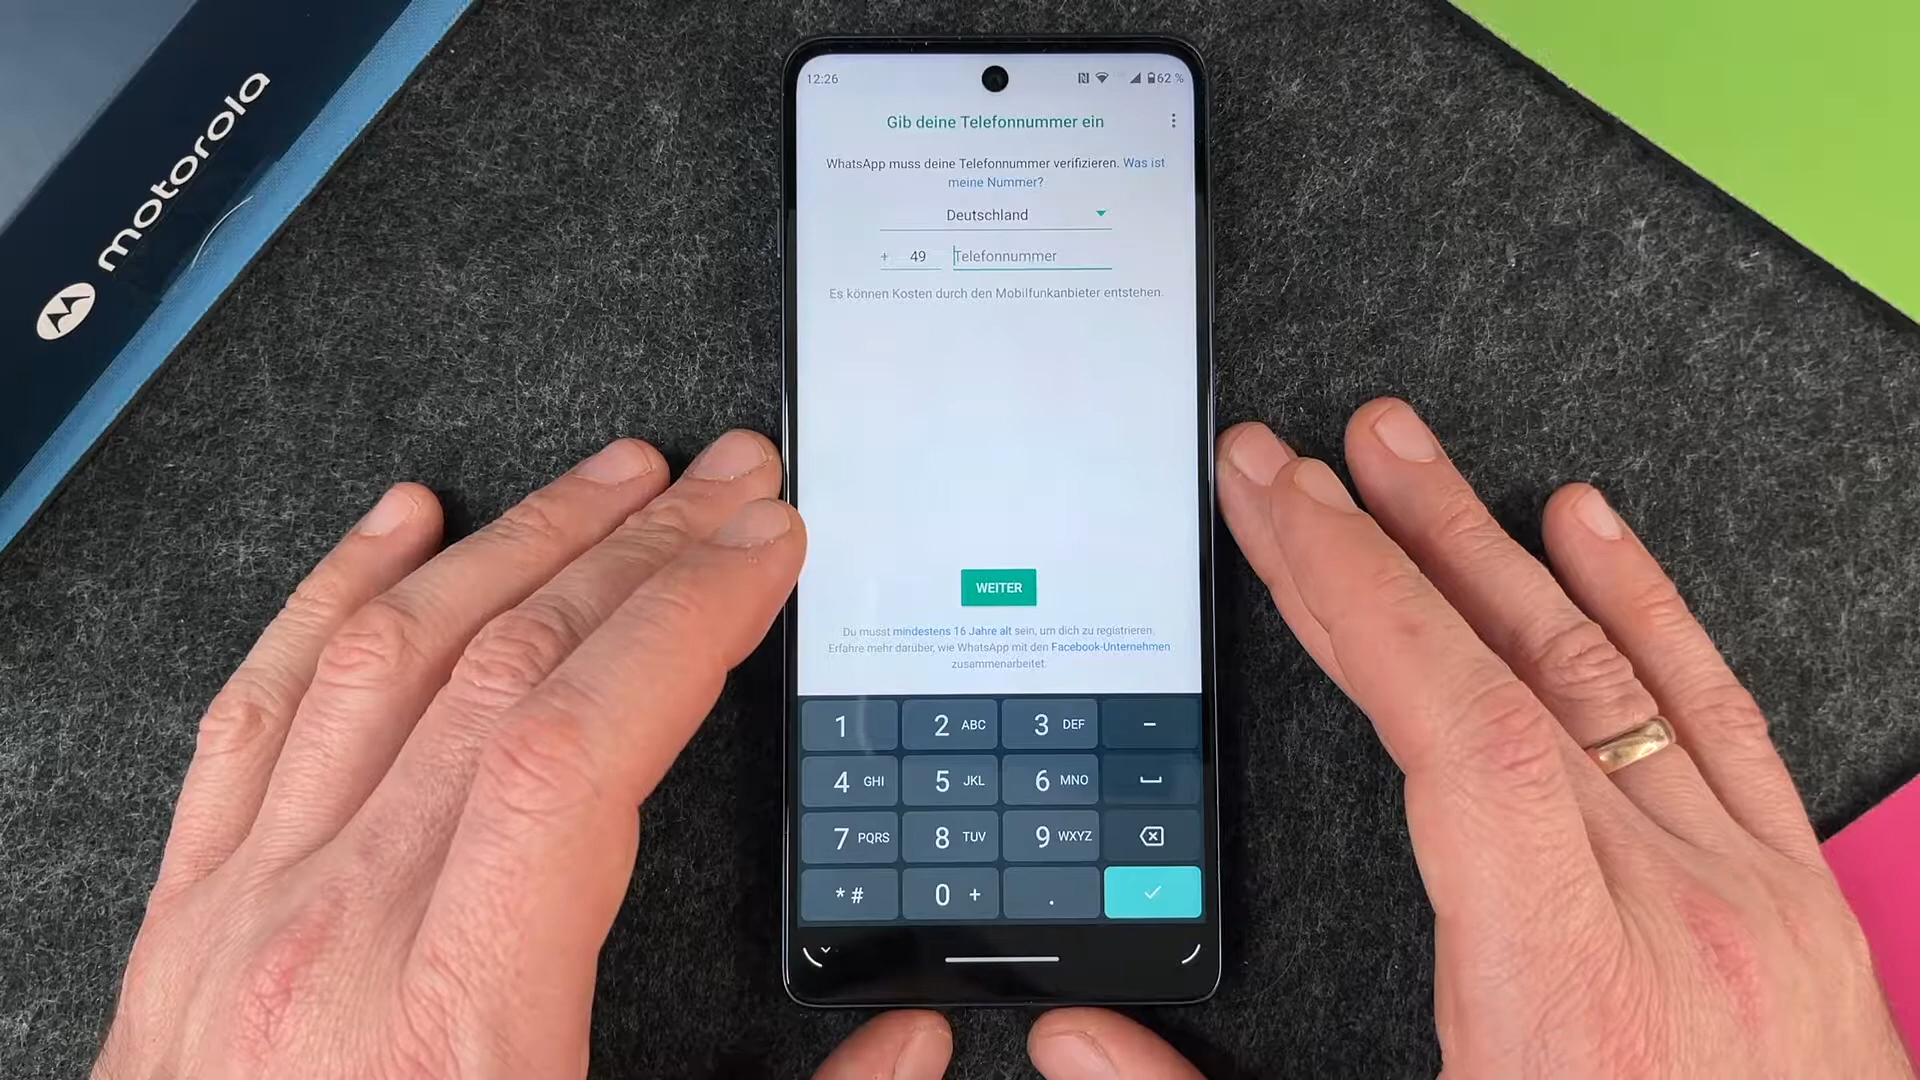 motorola
12:26
62 %
Gib deine Telefonnummer ein
WhatsApp muss deine Telefonnummer verifizieren. Was ist
meine Nummer?
Deutschland
+ 49 Telefonnummer
Es können Kosten durch den Mobilfunkanbieter entstehen.
WEITER
Du musst mindestens 16 Jahre alt sein, um dich zu registrieren.
Erfahre mehr darüber, wie WhatsApp mit den Facebook-Unternehmen
zusammenarbeitet.
1 2 ABC 3 DEF –
4 GHI 5 JKL 6 MNO
7 PQRS 8 TUV 9 WXYZ
* # 0 + .